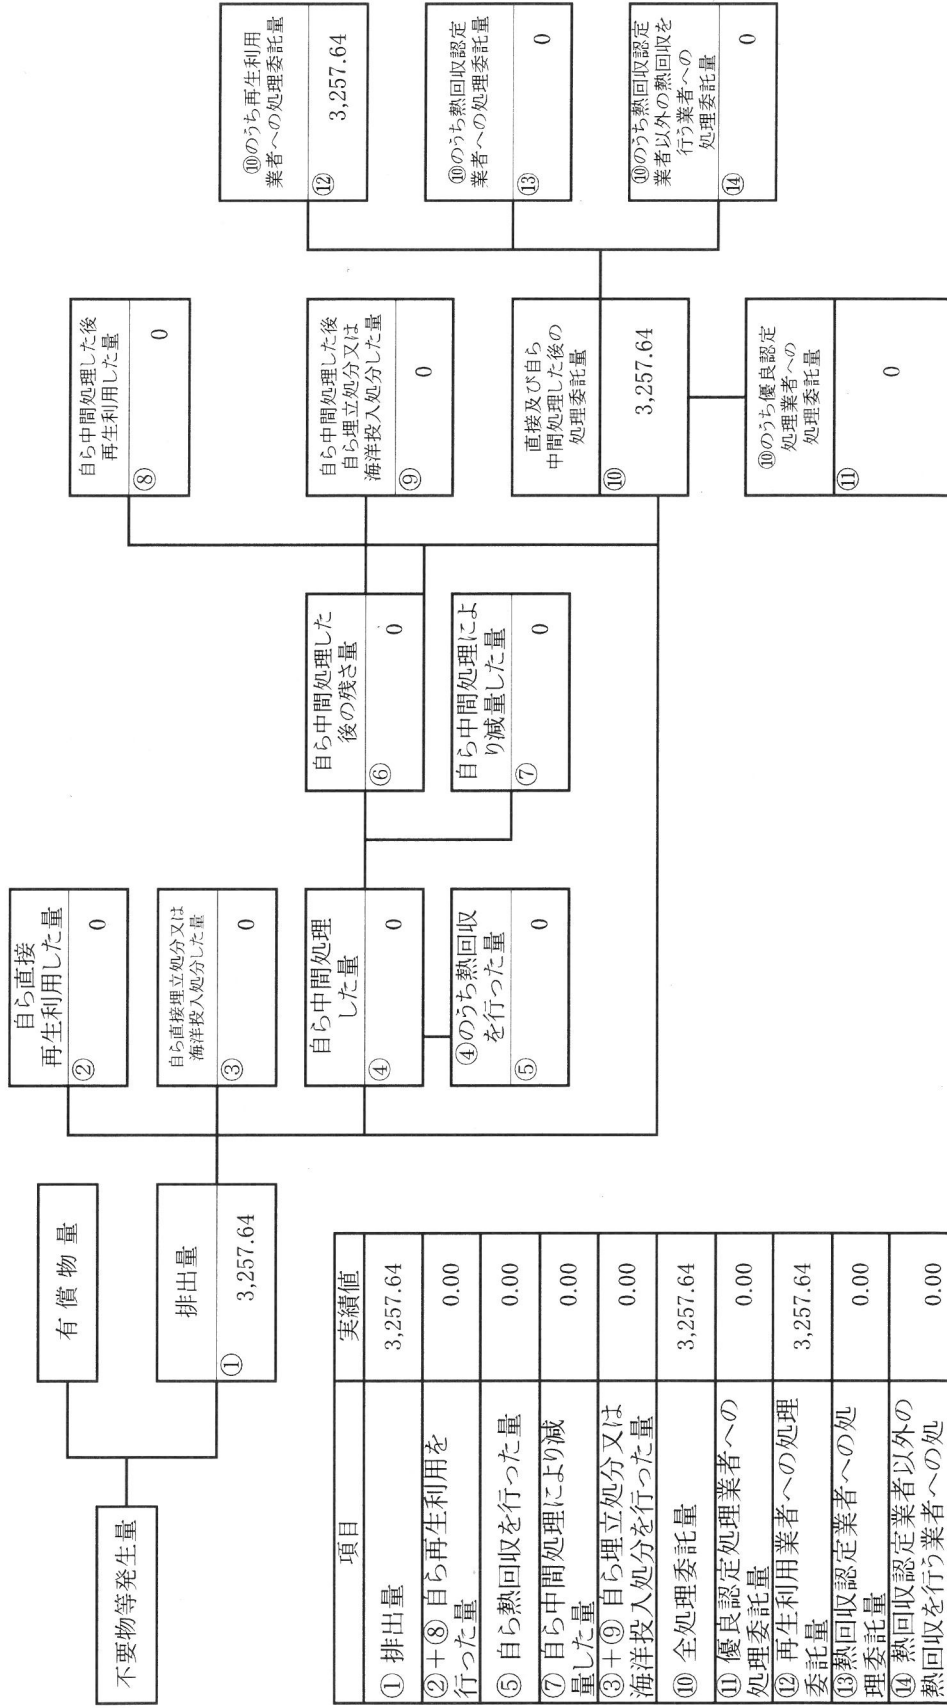 不要物等発生量
有償物量
排出量
①
3,257.64
自ら直接
再生利用した量
②
0
自ら直接埋立処分又は
海洋投入処分した量
③
0
自ら中間処理
した量
④
0
④のうち熱回収
を行った量
⑤
0
自ら中間処理した
後の残さ量
⑥
0
自ら中間処理によ
り減量した量
⑦
0
自ら中間処理した後
再生利用した量
⑧
0
自ら中間処理した後
自ら埋立処分又は
海洋投入処分した量
⑨
0
直接及び自ら
中間処理した後の
処理委託量
⑩
3,257.64
⑩のうち優良認定
処理業者への
処理委託量
⑪
0
⑩のうち再生利用
業者への処理委託量
⑫
3,257.64
⑩のうち熱回収認定
業者への処理委託量
⑬
0
⑩のうち熱回収認定
業者以外の熱回収を
行う業者への
処理委託量
⑭
0
項目 実績値
① 排出量 3,257.64
②+⑧ 自ら再生利用を
行った量 0.00
⑤ 自ら熱回収を行った量 0.00
⑦ 自ら中間処理により減
量した量 0.00
③+⑨ 自ら埋立処分又は
海洋投入処分を行った量 0.00
⑩ 全処理委託量 3,257.64
⑪ 優良認定処理業者への
処理委託量 0.00
⑫ 再生利用業者への処理
委託量 3,257.64
⑬熱回収認定業者への処
理委託量 0.00
⑭ 熱回収認定業者以外の
熱回収を行う業者への処 0.00